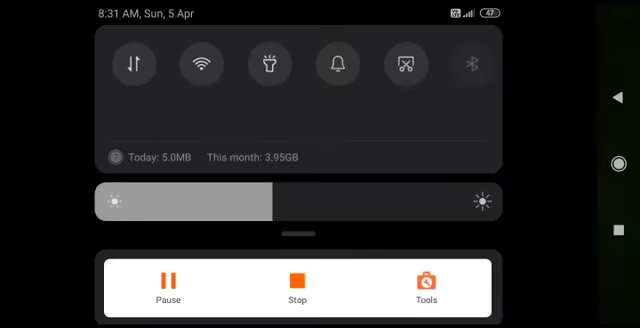 8:31 AM, Sun, 5 Apr
47
Today: 5.0MB This month: 3.95GB
Pause Stop Tools